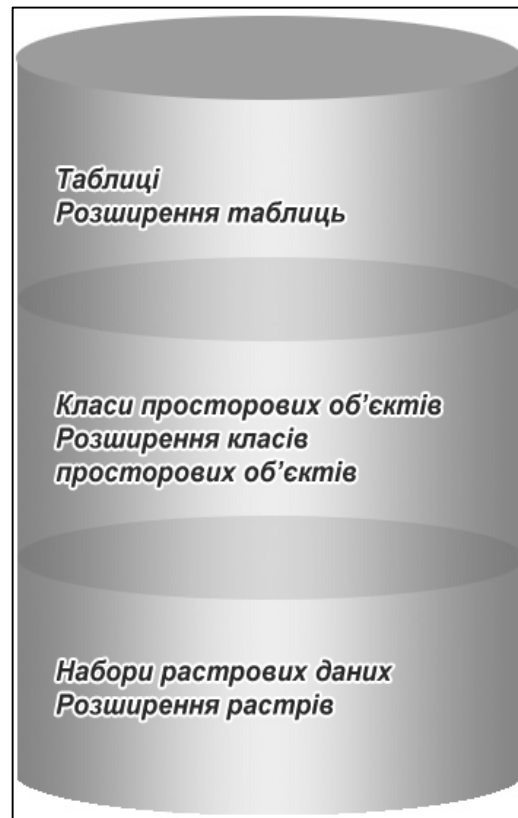 Таблиці
Розширення таблиць
Класи просторових об’єктів
Розширення класів
просторових об’єктів
Набори растрових даних
Розширення растрів